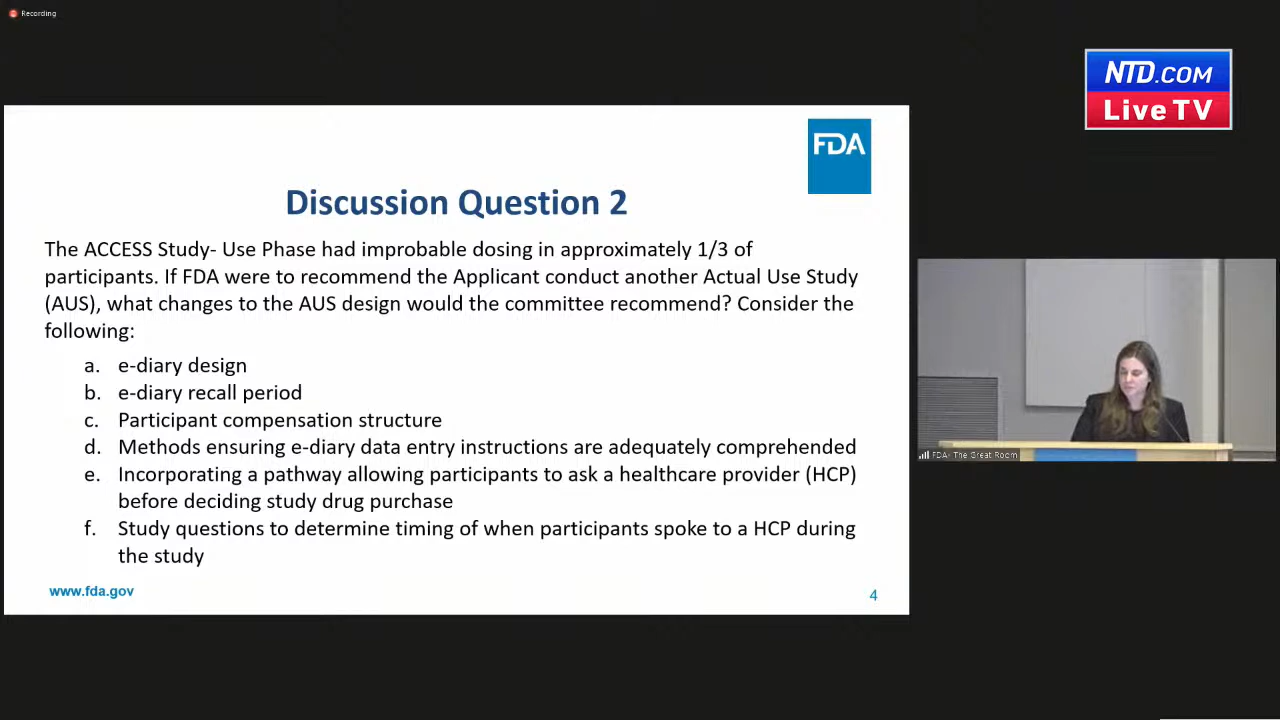 Recording
NTD.COM
Live TV
FDA
Discussion Question 2
The ACCESS Study- Use Phase had improbable dosing in approximately 1/3 of
participants. If FDA were to recommend the Applicant conduct another Actual Use Study
(AUS), what changes to the AUS design would the committee recommend? Consider the
following:
a. e-diary design
b. e-diary recall period
c. Participant compensation structure
d. Methods ensuring e-diary data entry instructions are adequately comprehended
e. Incorporating a pathway allowing participants to ask a healthcare provider (HCP)
before deciding study drug purchase
f. Study questions to determine timing of when participants spoke to a HCP during
the study
www.fda.gov
4
FDA- The Great Room